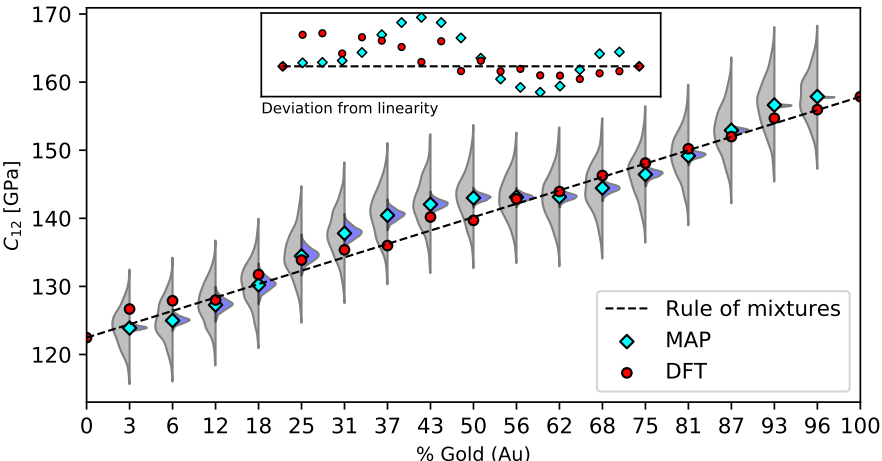 170
160
150
140
130
120
C12 [GPa]
Deviation from linearity
Rule of mixtures
MAP
DFT
0 3 6 12 18 25 31 37 43 50 56 62 68 75 81 87 93 96 100
% Gold (Au)